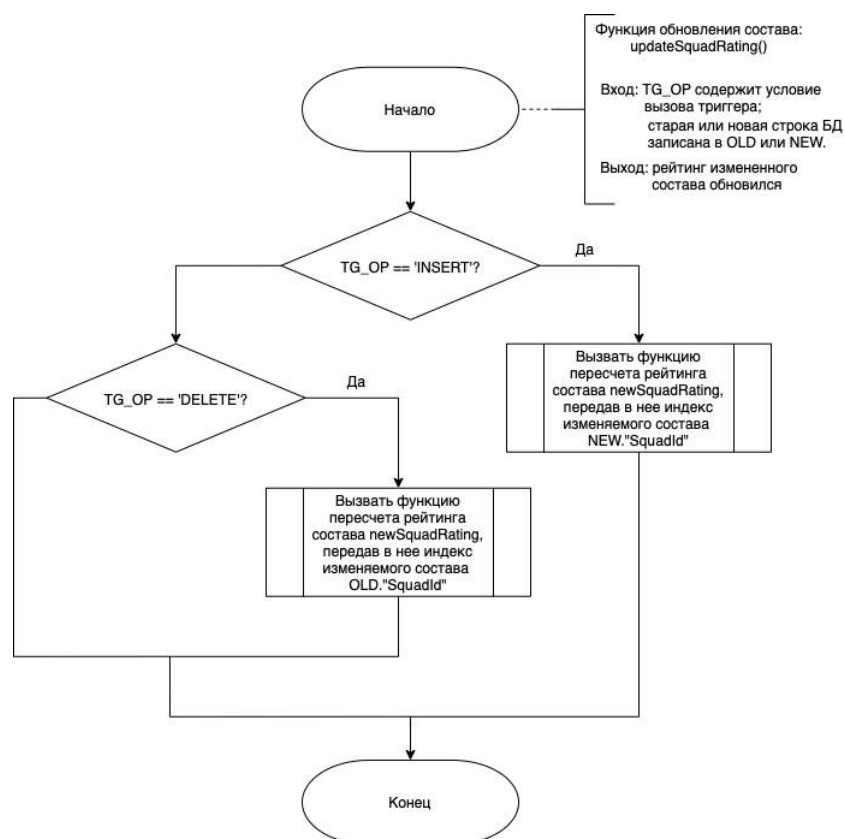 Функция обновления состава:
updateSquadRating()
Вход: TG_OP содержит условие
вызова триггера;
старая или новая строка БД
записана в OLD или NEW.
Выход: рейтинг измененного
состава обновился
Начало
TG_OP == 'INSERT'?
Да
Вызвать функцию
пересчета рейтинга
состава newSquadRating,
передав в нее индекс
изменяемого состава
NEW."SquadId"
TG_OP == 'DELETE'?
Да
Вызвать функцию
пересчета рейтинга
состава newSquadRating,
передав в нее индекс
изменяемого состава
OLD."SquadId"
Конец